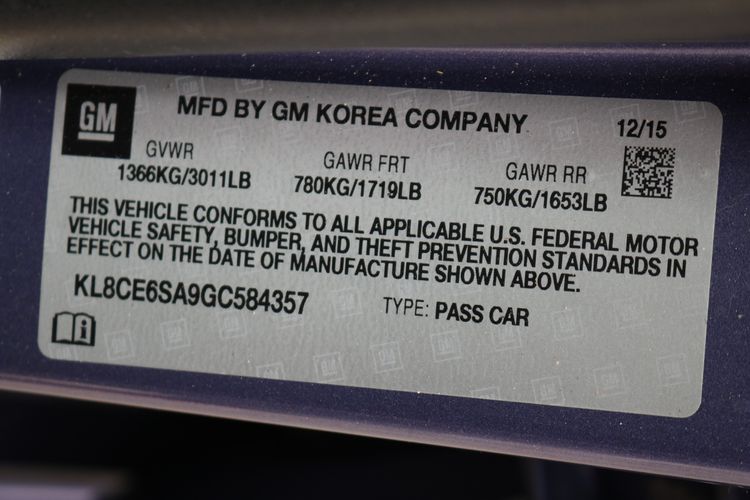 GM MFD BY GM KOREA COMPANY 12/15
GVWR GAWR FRT GAWR RR
1366KG/3011LB 780KG/1719LB 750KG/1653LB
THIS VEHICLE CONFORMS TO ALL APPLICABLE U.S. FEDERAL MOTOR
VEHICLE SAFETY, BUMPER, AND THEFT PREVENTION STANDARDS IN
EFFECT ON THE DATE OF MANUFACTURE SHOWN ABOVE.
KL8CE6SA9GC584357 TYPE: PASS CAR